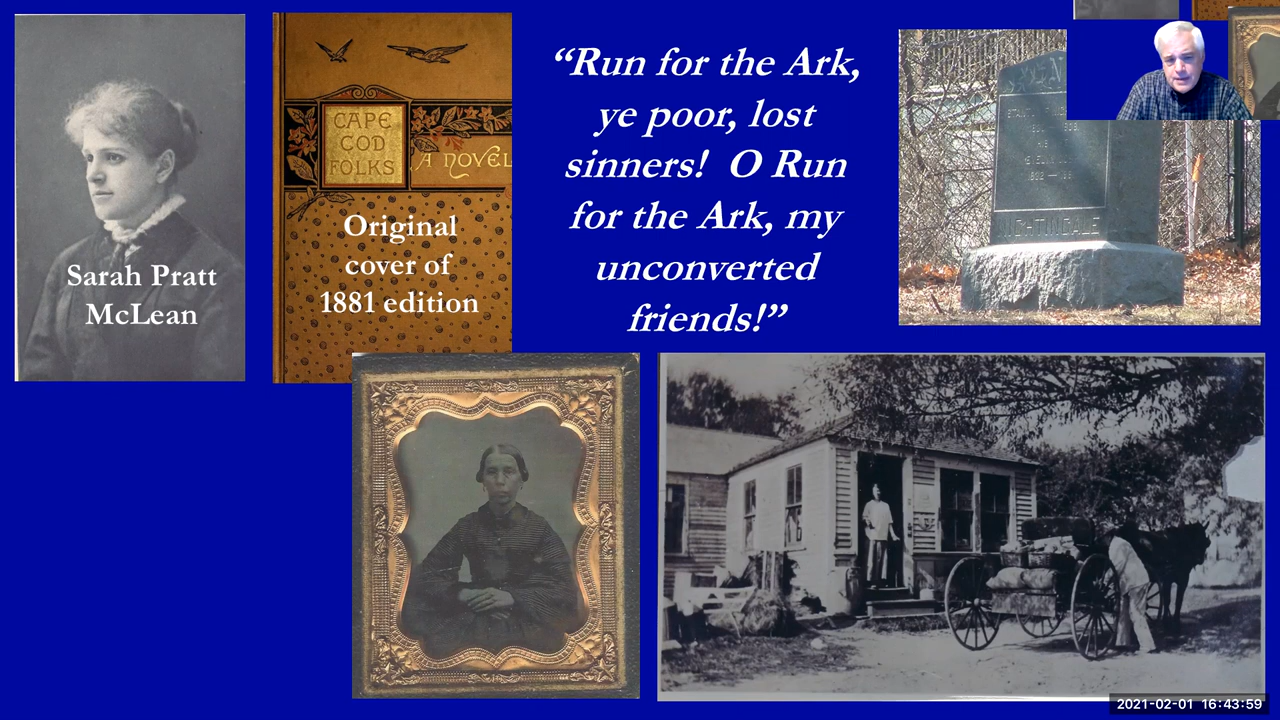 Sarah Pratt
McLean
CAPE
COD
FOLKS
A NOVEL
Original
cover of
1881 edition
“Run for the Ark,
ye poor, lost
sinners!  O Run
for the Ark, my
unconverted
friends!”
NIGHTINGALE
2021-02-01 16:43:59